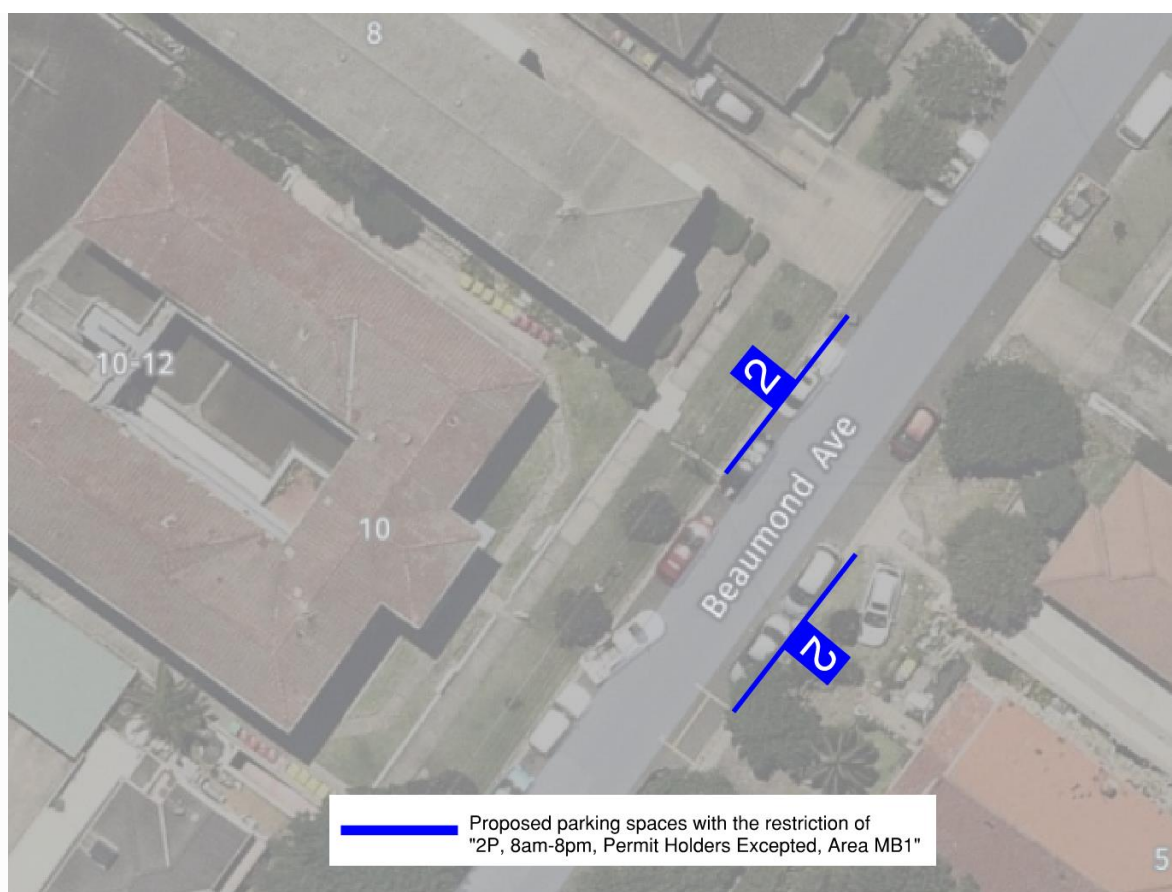 8
10-12
2
10
Beaumond Ave
2
Proposed parking spaces with the restriction of
"2P, 8am-8pm, Permit Holders Excepted, Area MB1"
5